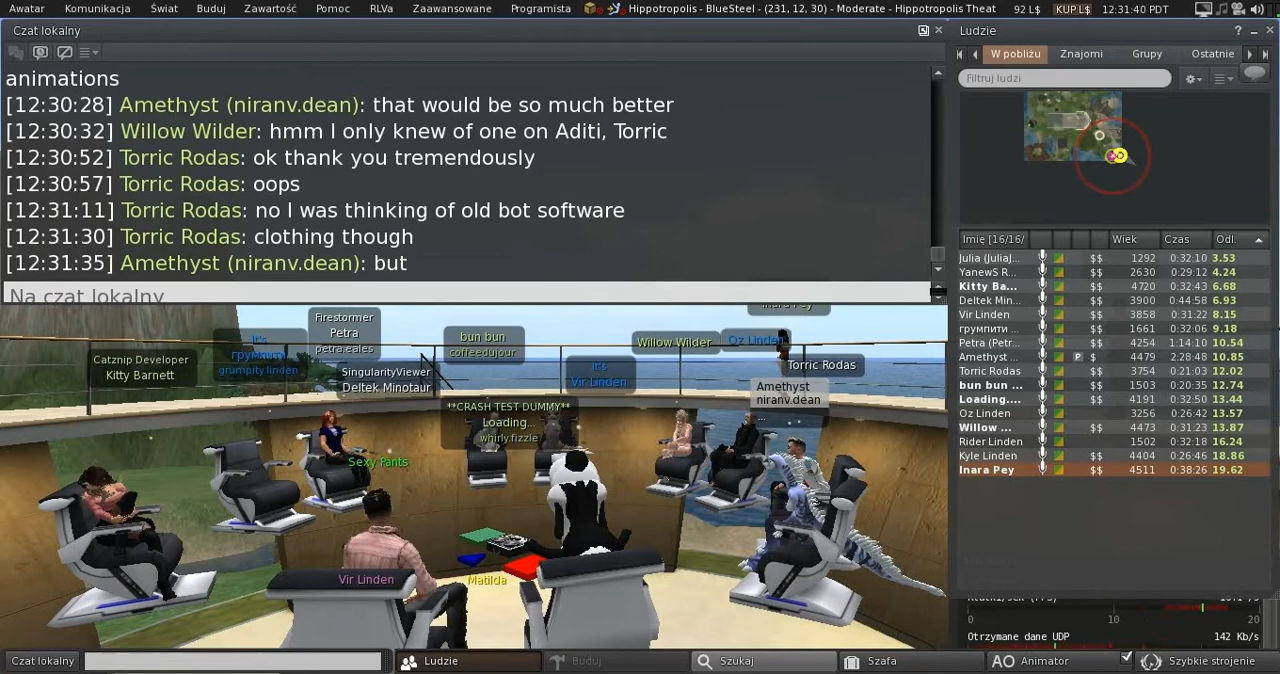 Awatar Komunikacja Świat Buduj Zawartość Pomoc RLVa Zaawansowane Programista Hippotropolis - BlueSteel - (231, 12, 30) - Moderate - Hippotropolis Theat 92 L$ KUP L$ 12:31:40 PDT
Czat lokalny
animations
[12:30:28] Amethyst (niranv.dean): that would be so much better
[12:30:32] Willow Wilder: hmm I only knew of one on Aditi, Torric
[12:30:52] Torric Rodas: ok thank you tremendously
[12:30:57] Torric Rodas: oops
[12:31:11] Torric Rodas: no I was thinking of old bot software
[12:31:30] Torric Rodas: clothing though
[12:31:35] Amethyst (niranv.dean): but
Na czat lokalny
Ludzie
W pobliżu Znajomi Grupy Ostatnie
Filtruj ludzi
Imię [16/16/ Wiek Czas Odl.
Julia (JuliaJ... $$ 1292 0:32:10 3.53
YanewS R... $$ 2630 0:29:12 4.24
Kitty Ba... $$ 4720 0:32:43 6.68
Deltek Min... $$ 3900 0:44:58 6.93
Vir Linden $$ 3858 0:31:22 8.15
грумпити ... $$ 1661 0:32:06 9.18
Petra (Petr... $$ 4254 1:14:10 10.54
Amethyst ... P $ 4479 2:28:48 10.85
Torric Rodas $$ 3754 0:21:03 12.02
bun bun ... $$ 1503 0:20:35 12.74
Loading.... $$ 4191 0:32:50 13.44
Oz Linden 3256 0:26:42 13.57
Willow ... $$ 4473 0:31:23 13.87
Rider Linden 1502 0:32:18 16.24
Kyle Linden $$ 4404 0:26:46 18.86
Inara Pey $$ 4511 0:38:26 19.62
Inara Pey
Firestormer
Petra
petra.eales
Catznip Developer
Kitty Barnett
It's
грумпити
grumpity.linden
SingularityViewer
Deltek Minotaur
bun bun
coffeedujour
It's
Vir Linden
Willow Wilder
Oz Linden
Torric Rodas
Amethyst
niranv.dean
...
**CRASH TEST DUMMY**
Loading...
whirly.fizzle
Sexy Pants
Vir Linden
Matilda
0 10 20
Otrzymane dane UDP 142 Kb/s
Czat lokalny Ludzie Buduj Szukaj Szafa AO Animator Szybkie strojenie